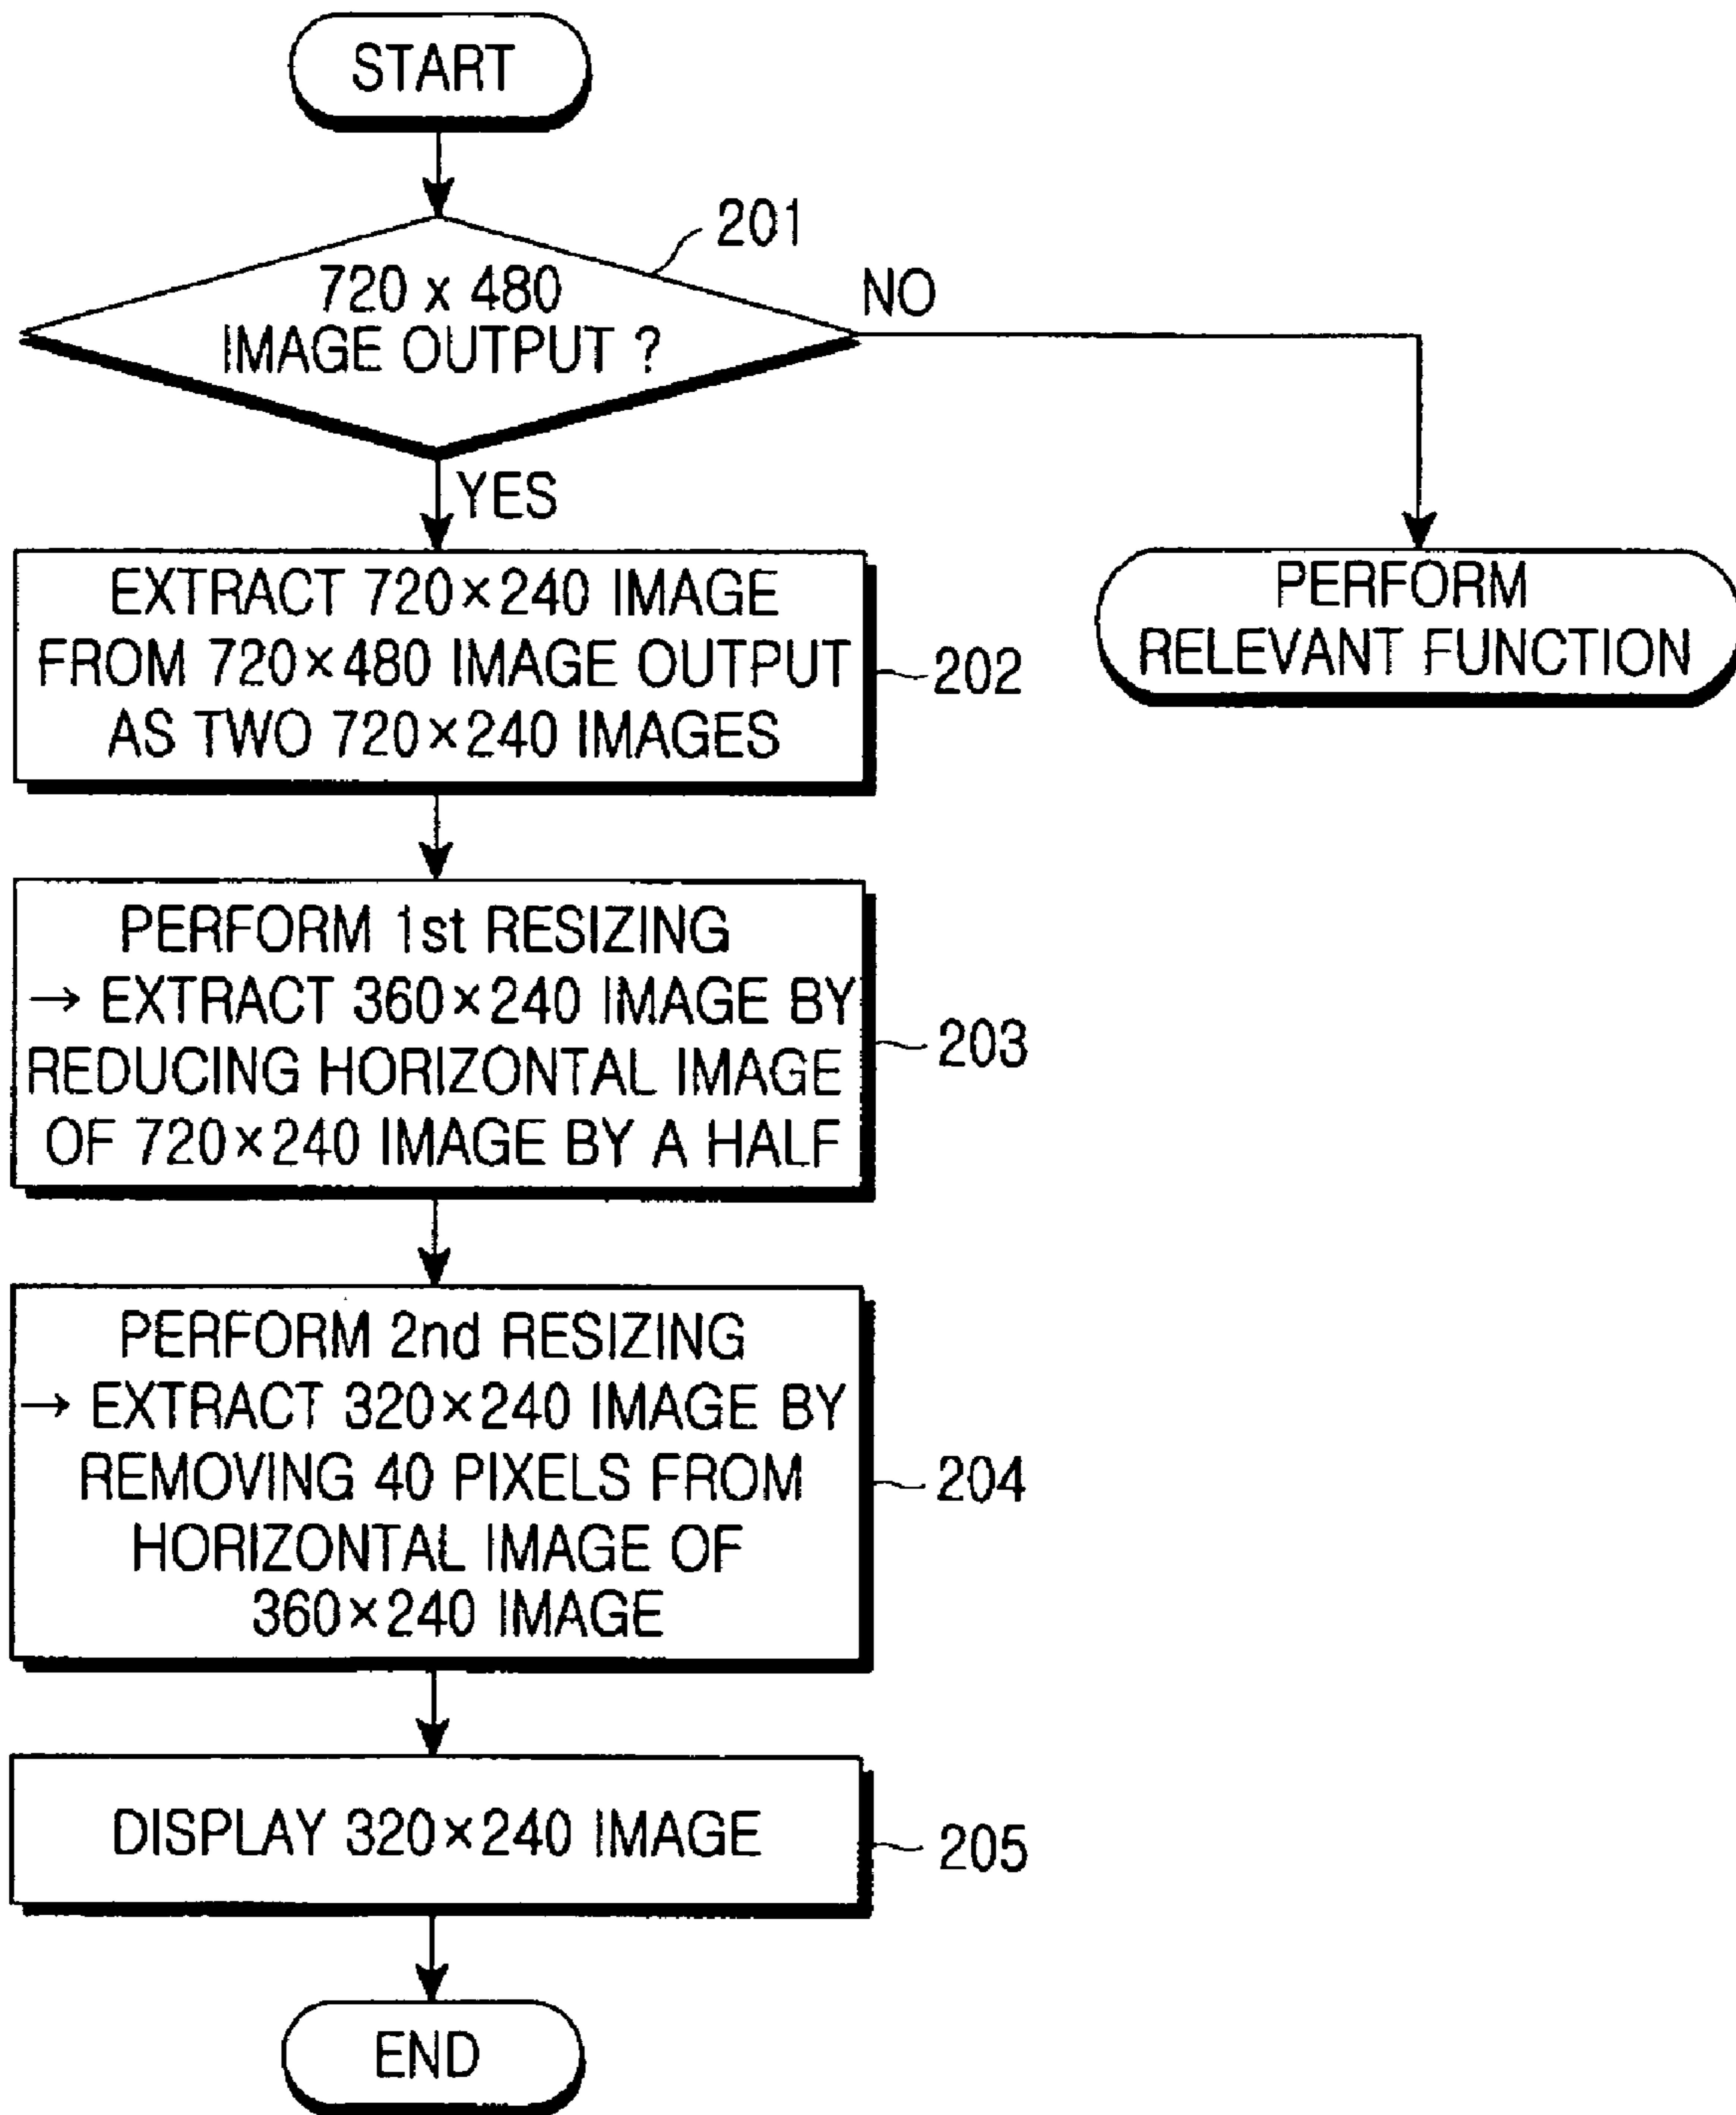 START
201
720 x 480
IMAGE OUTPUT ?
NO
YES
EXTRACT 720×240 IMAGE
FROM 720×480 IMAGE OUTPUT
AS TWO 720×240 IMAGES
202
PERFORM
RELEVANT FUNCTION
PERFORM 1st RESIZING
→ EXTRACT 360×240 IMAGE BY
REDUCING HORIZONTAL IMAGE
OF 720×240 IMAGE BY A HALF
203
PERFORM 2nd RESIZING
→ EXTRACT 320×240 IMAGE BY
REMOVING 40 PIXELS FROM
HORIZONTAL IMAGE OF
360×240 IMAGE
204
DISPLAY 320×240 IMAGE
205
END